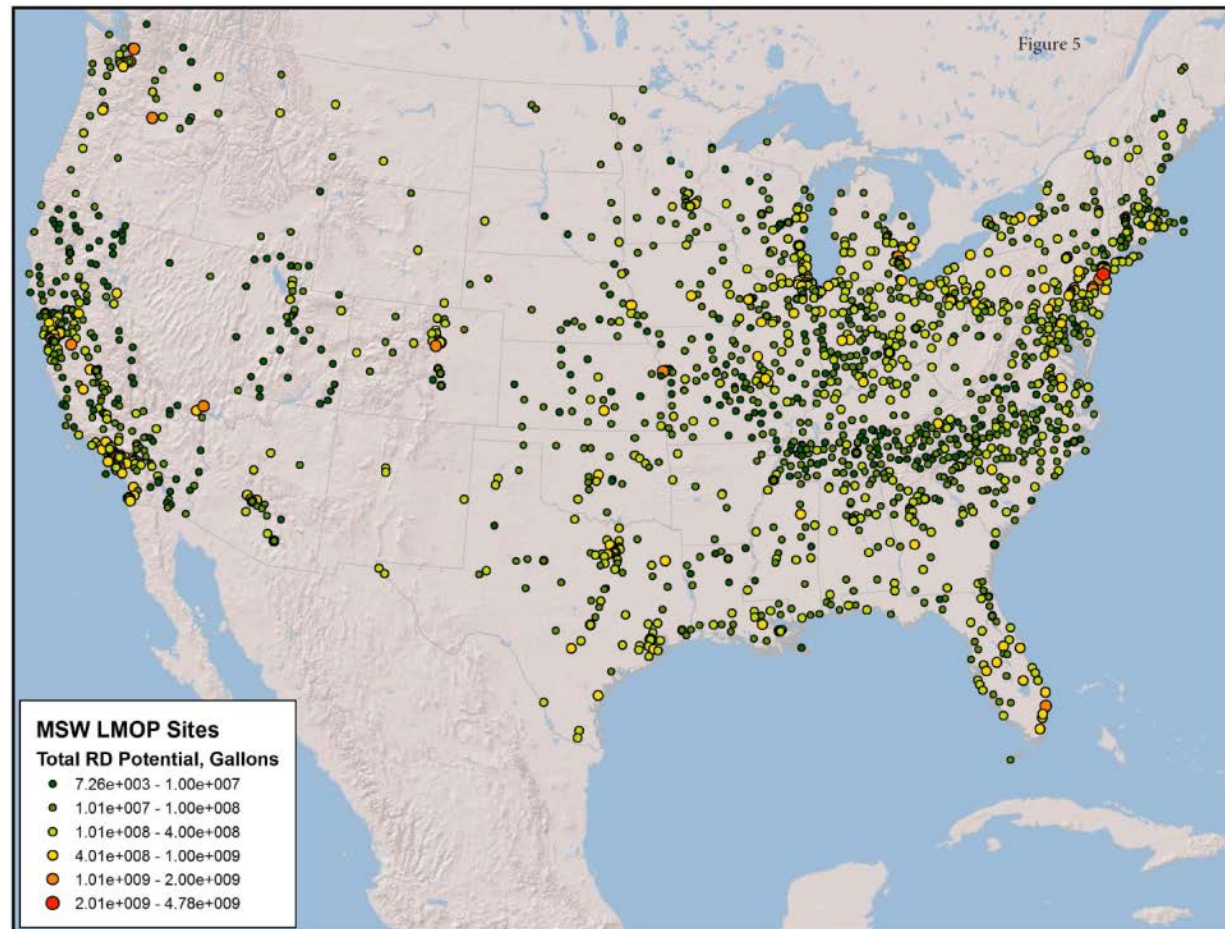 Figure 5
MSW LMOP Sites
Total RD Potential, Gallons
7.26e+003 - 1.00e+007
1.01e+007 - 1.00e+008
1.01e+008 - 4.00e+008
4.01e+008 - 1.00e+009
1.01e+009 - 2.00e+009
2.01e+009 - 4.78e+009